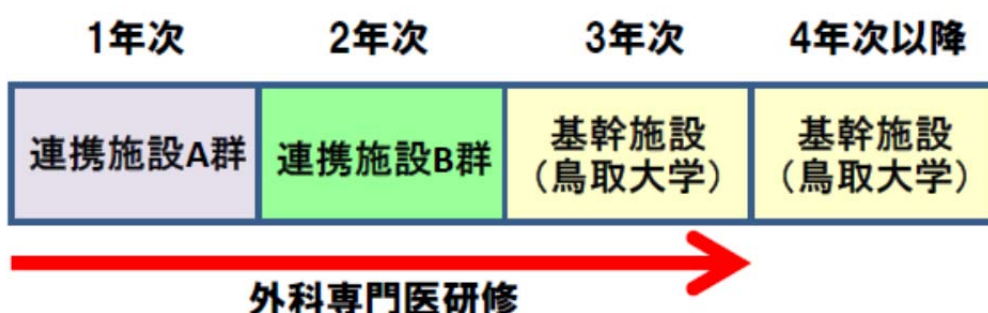 1年次 2年次 3年次 4年次以降
連携施設A群 連携施設B群 基幹施設 基幹施設
(鳥取大学) (鳥取大学)
外科専門医研修